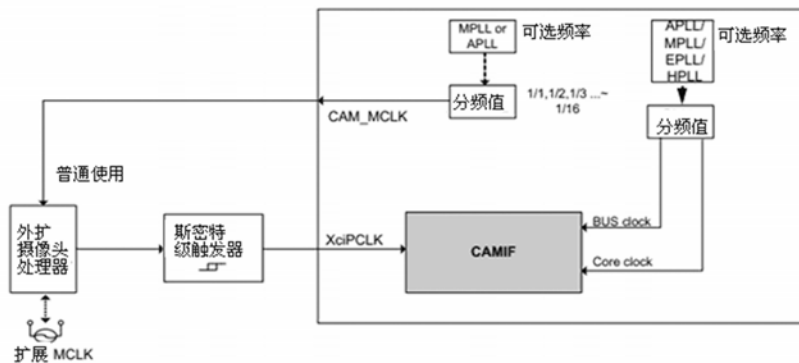 MPLL or
APLL
可选频率
APLL/
MPLL/
EPLL/
HPLL
可选频率
分频值
1/1,1/2,1/3 ...~
1/16
分频值
CAM_MCLK
普通使用
外扩
摄像头
处理器
斯密特
级触发器
XciPCLK
CAMIF
BUS clock
Core clock
扩展 MCLK